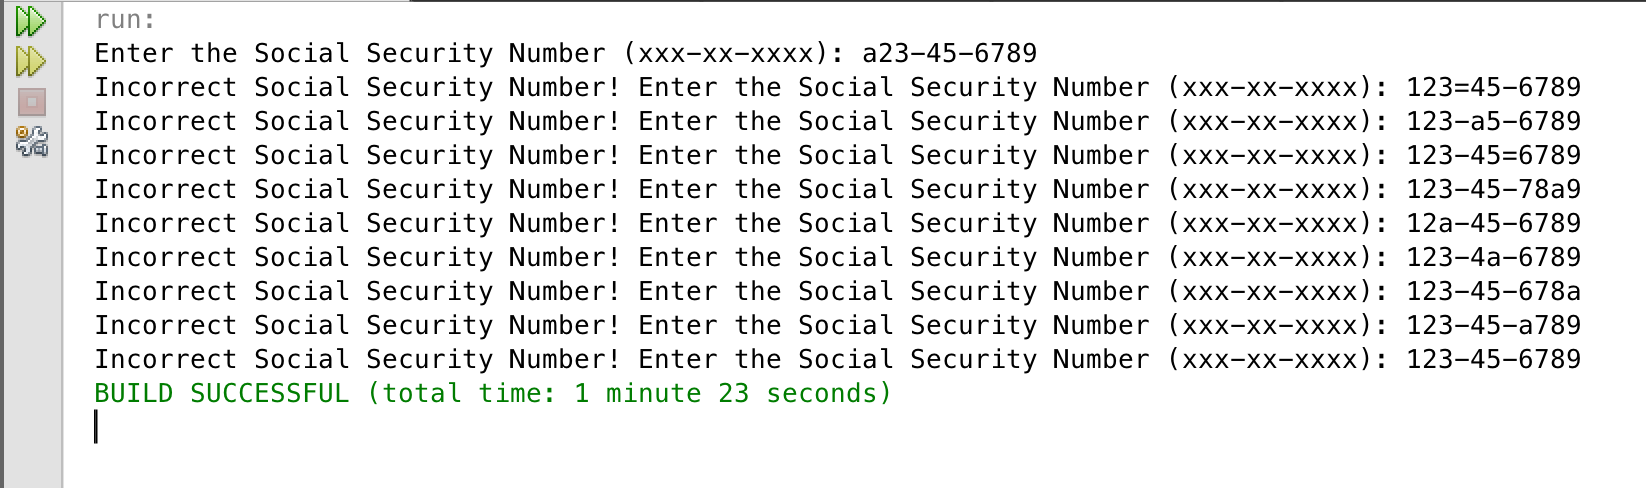 run:
Enter the Social Security Number (xxx-xx-xxxx): a23-45-6789
Incorrect Social Security Number! Enter the Social Security Number (xxx-xx-xxxx): 123=45-6789
Incorrect Social Security Number! Enter the Social Security Number (xxx-xx-xxxx): 123-a5-6789
Incorrect Social Security Number! Enter the Social Security Number (xxx-xx-xxxx): 123-45=6789
Incorrect Social Security Number! Enter the Social Security Number (xxx-xx-xxxx): 123-45-78a9
Incorrect Social Security Number! Enter the Social Security Number (xxx-xx-xxxx): 12a-45-6789
Incorrect Social Security Number! Enter the Social Security Number (xxx-xx-xxxx): 123-4a-6789
Incorrect Social Security Number! Enter the Social Security Number (xxx-xx-xxxx): 123-45-678a
Incorrect Social Security Number! Enter the Social Security Number (xxx-xx-xxxx): 123-45-a789
Incorrect Social Security Number! Enter the Social Security Number (xxx-xx-xxxx): 123-45-6789
BUILD SUCCESSFUL (total time: 1 minute 23 seconds)